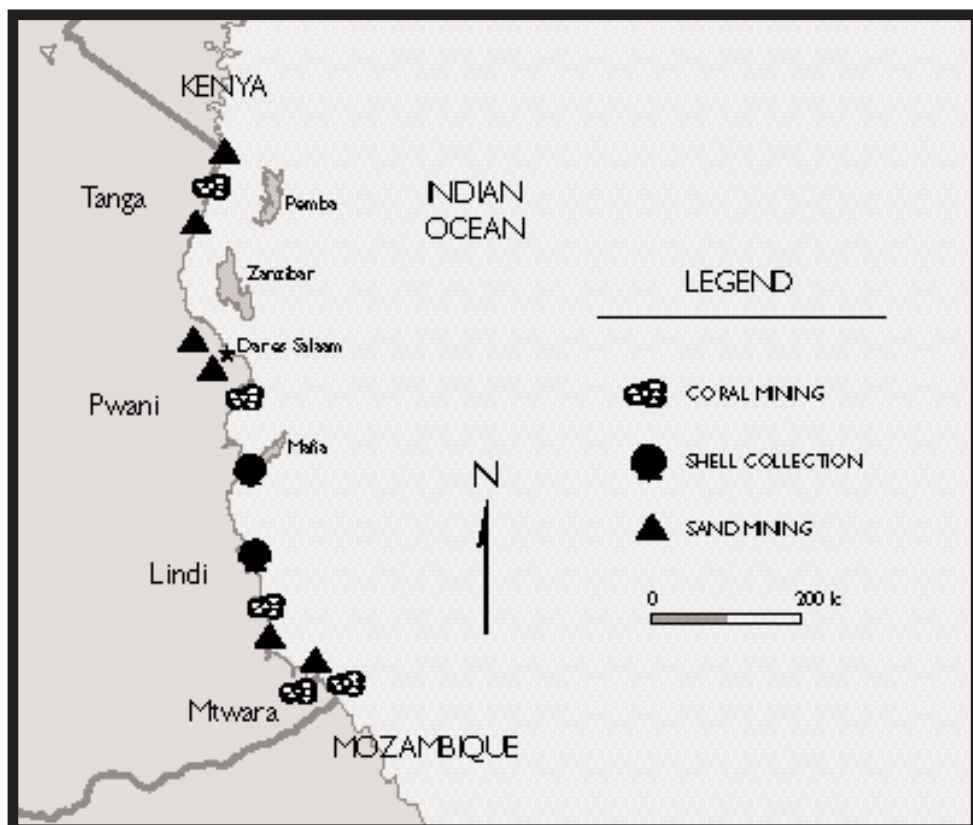 KENYA
Tanga
Pemba
INDIAN
OCEAN
Zanzibar
LEGEND
Dar es Salaam
Pwani
CORAL MINING
Mafia
SHELL COLLECTION
N
SAND MINING
Lindi
0 200 k
Mtwara
MOZAMBIQUE